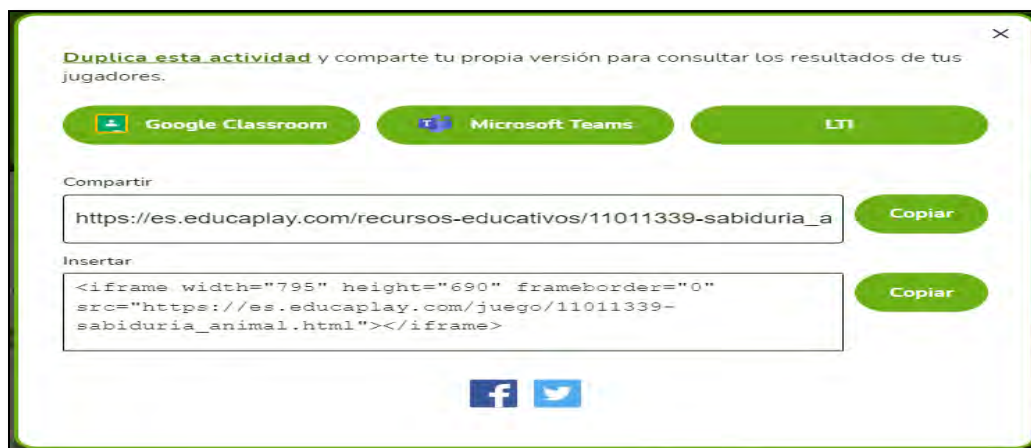 Duplica esta actividad y comparte tu propia versión para consultar los resultados de tus
jugadores.
Google Classroom
Microsoft Teams
LTI
Compartir
https://es.educaplay.com/recursos-educativos/11011339-sabiduria_a
Copiar
Insertar
<iframe width="795" height="690" frameborder="0"
src="https://es.educaplay.com/juego/11011339-
sabiduria_animal.html"></iframe>
Copiar